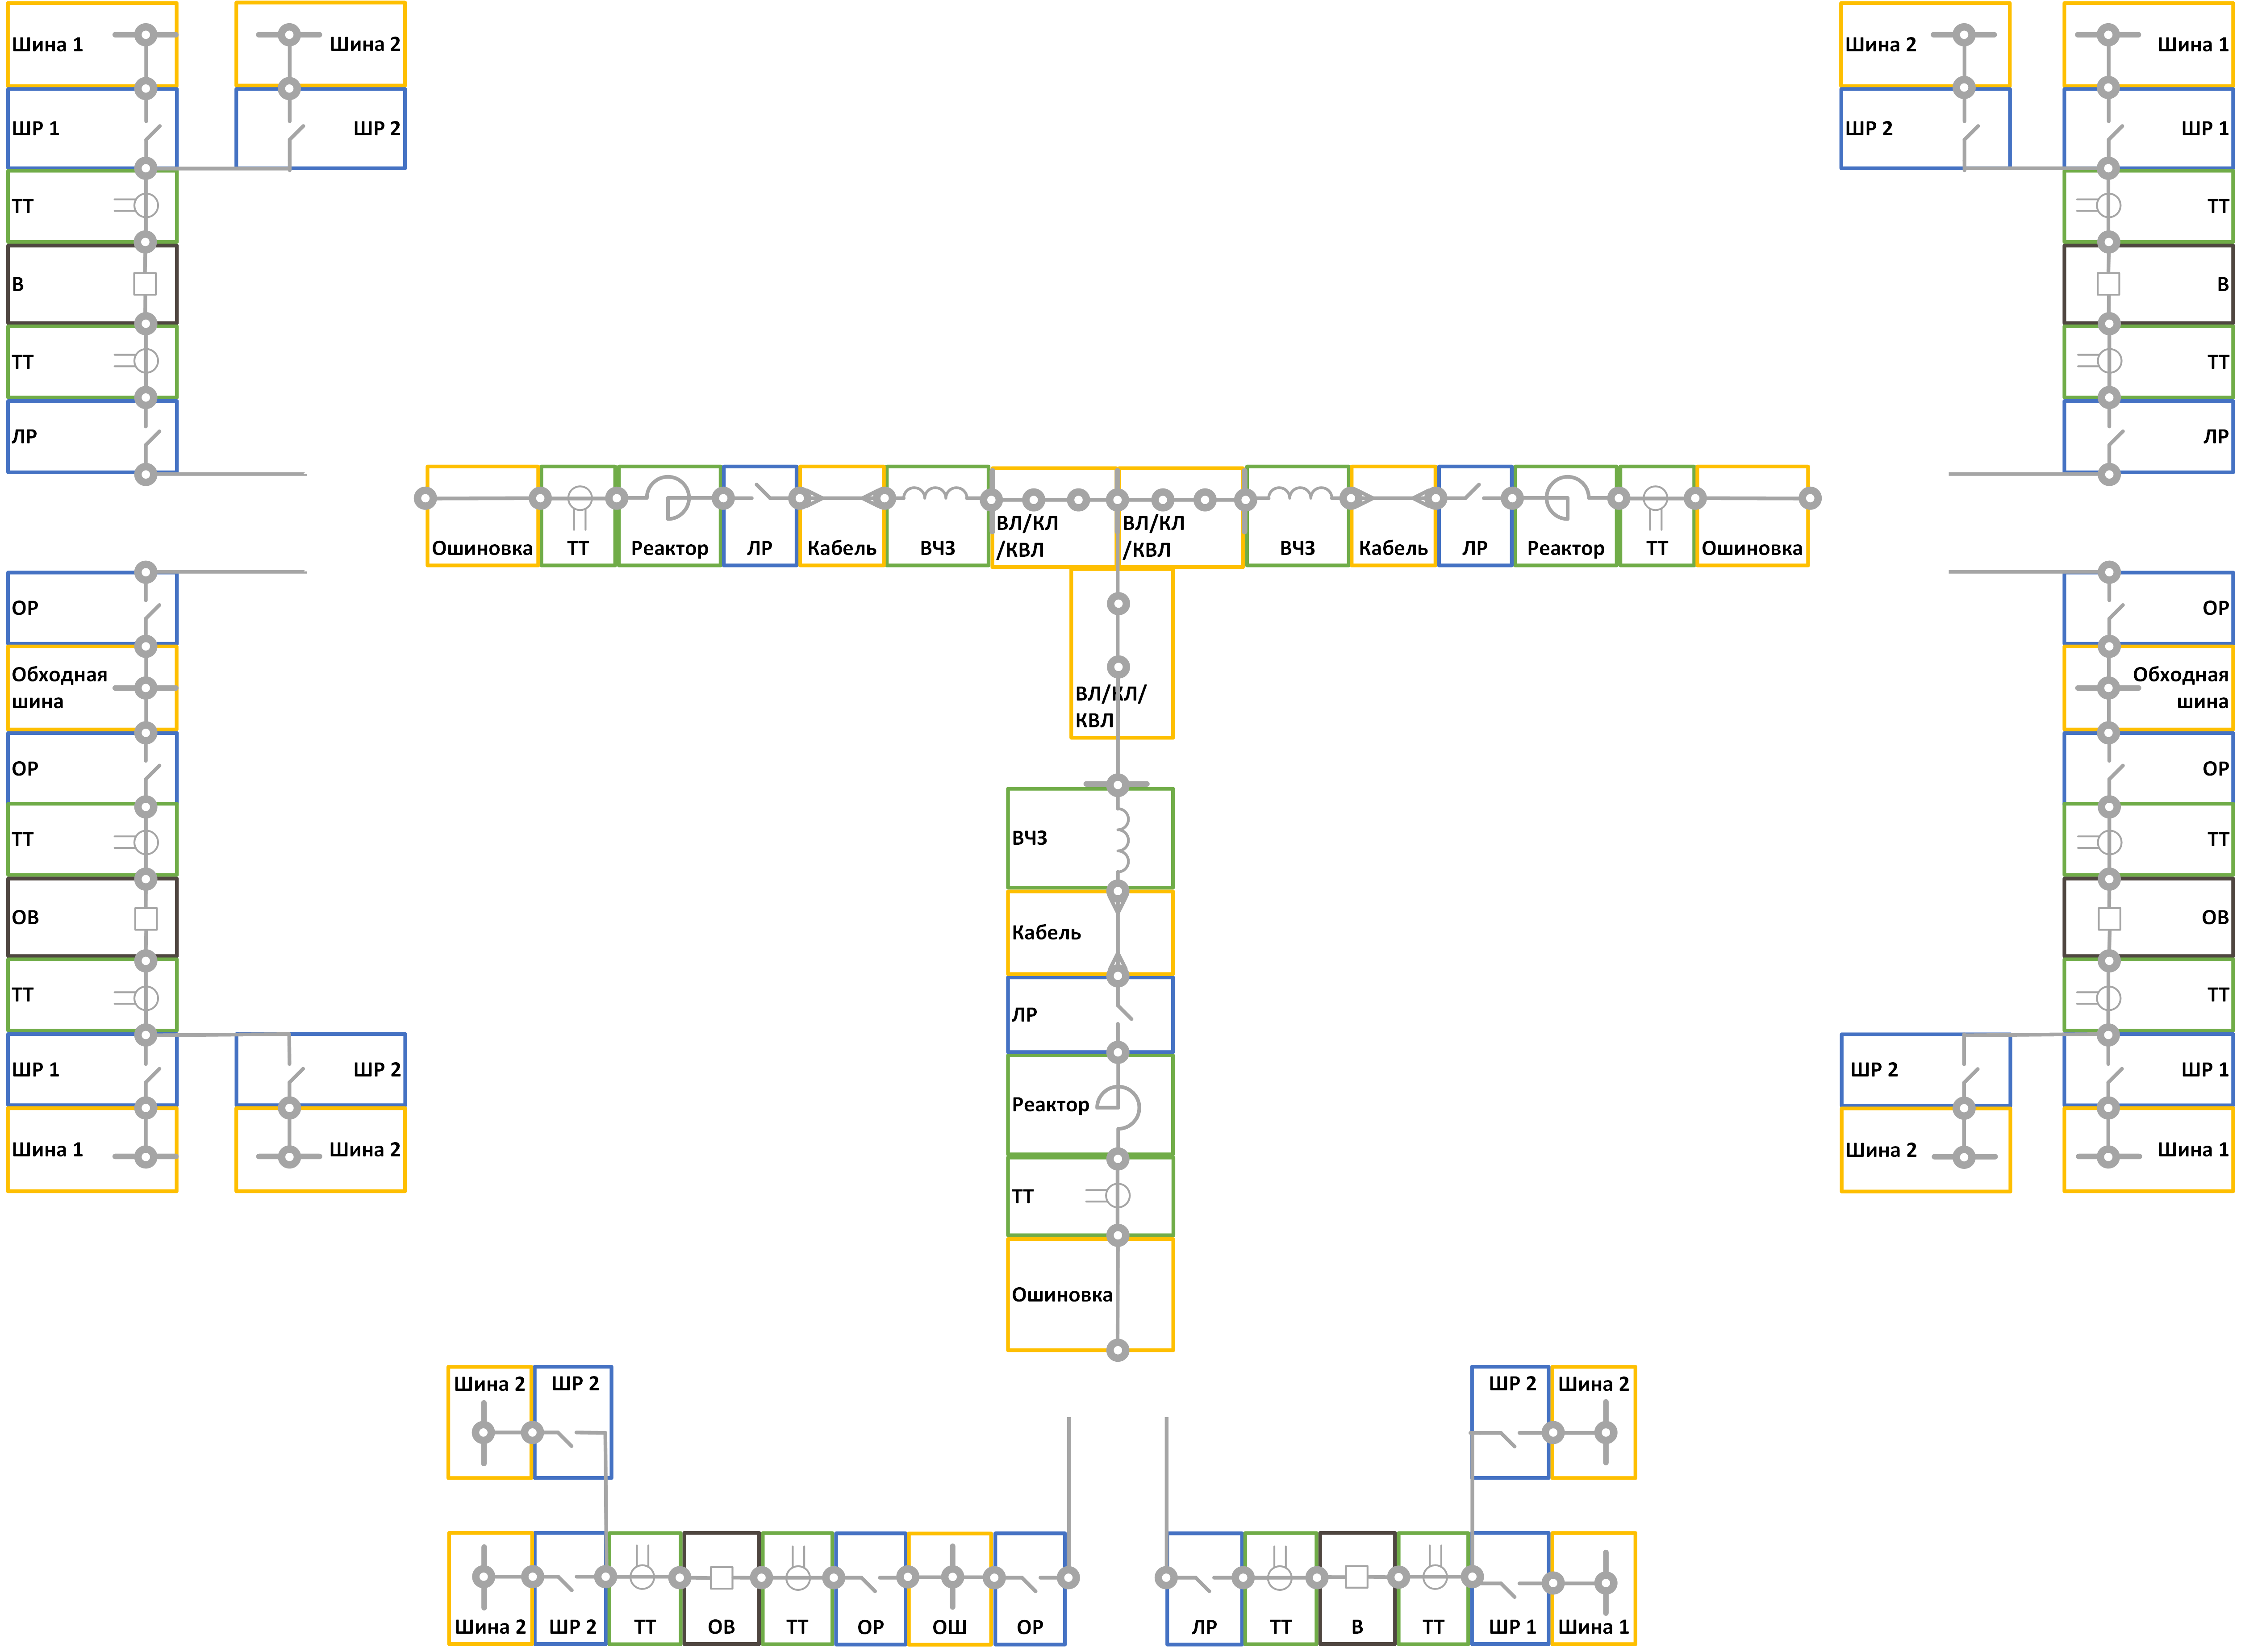 Шина 1
Шина 2
Шина 2
Шина 1
ШР 1
ШР 2
ШР 2
ШР 1
ТТ
ТТ
В
В
ТТ
ТТ
ЛР
ЛР
Ошиновка
ТТ
Реактор
ЛР
Кабель
ВЧЗ
ВЛ/КЛ
/КВЛ
ВЛ/КЛ
/КВЛ
ВЧЗ
Кабель
ЛР
Реактор
ТТ
Ошиновка
ОР
ОР
Обходная
шина
Обходная
шина
ВЛ/КЛ/
КВЛ
ОР
ОР
ТТ
ВЧЗ
ТТ
ОВ
Кабель
ОВ
ТТ
ЛР
ТТ
ШР 1
ШР 2
Реактор
ШР 2
ШР 1
Шина 1
Шина 2
ТТ
Шина 2
Шина 1
Ошиновка
Шина 2
ШР 2
ШР 2
Шина 2
Шина 2
ШР 2
ТТ
ОВ
ТТ
ОР
ОШ
ОР
ЛР
ТТ
В
ТТ
ШР 1
Шина 1